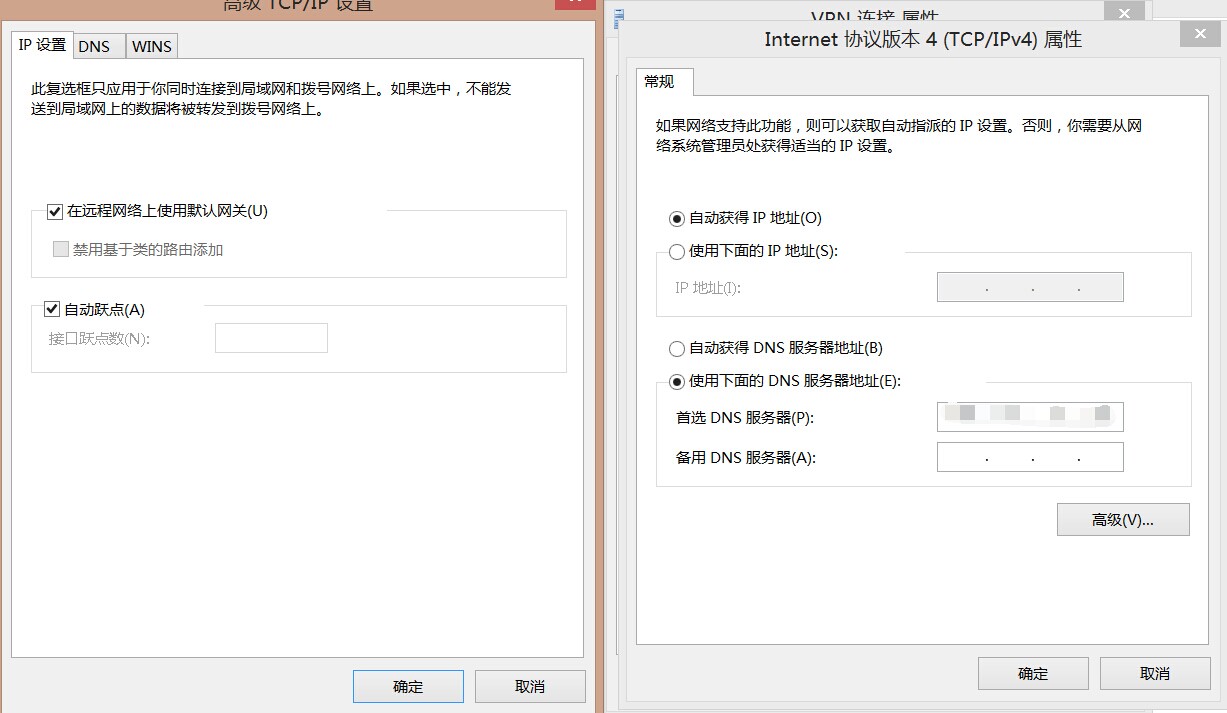 高级 TCP/IP 设置
IP 设置
DNS
WINS
此复选框只应用于你同时连接到局域网和拨号网络上。如果选中，不能发
送到局域网上的数据将被转发到拨号网络上。
在远程网络上使用默认网关(U)
禁用基于类的路由添加
自动跃点(A)
接口跃点数(N):
确定
取消
VPN 连接 属性
Internet 协议版本 4 (TCP/IPv4) 属性
常规
如果网络支持此功能，则可以获取自动指派的 IP 设置。否则，你需要从网
络系统管理员处获得适当的 IP 设置。
自动获得 IP 地址(O)
使用下面的 IP 地址(S):
IP 地址(I):
. . .
自动获得 DNS 服务器地址(B)
使用下面的 DNS 服务器地址(E):
首选 DNS 服务器(P):
备用 DNS 服务器(A):
. . .
高级(V)...
确定
取消